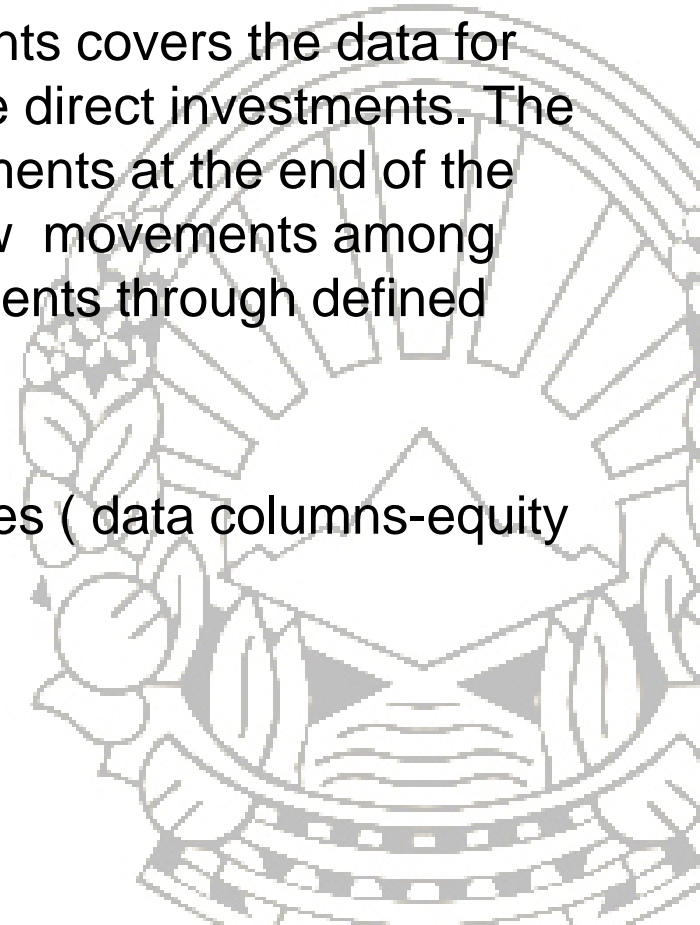 nts covers the data for
e direct investments. The
nents at the end of the
w  movements among
ents through defined
es ( data columns-equity